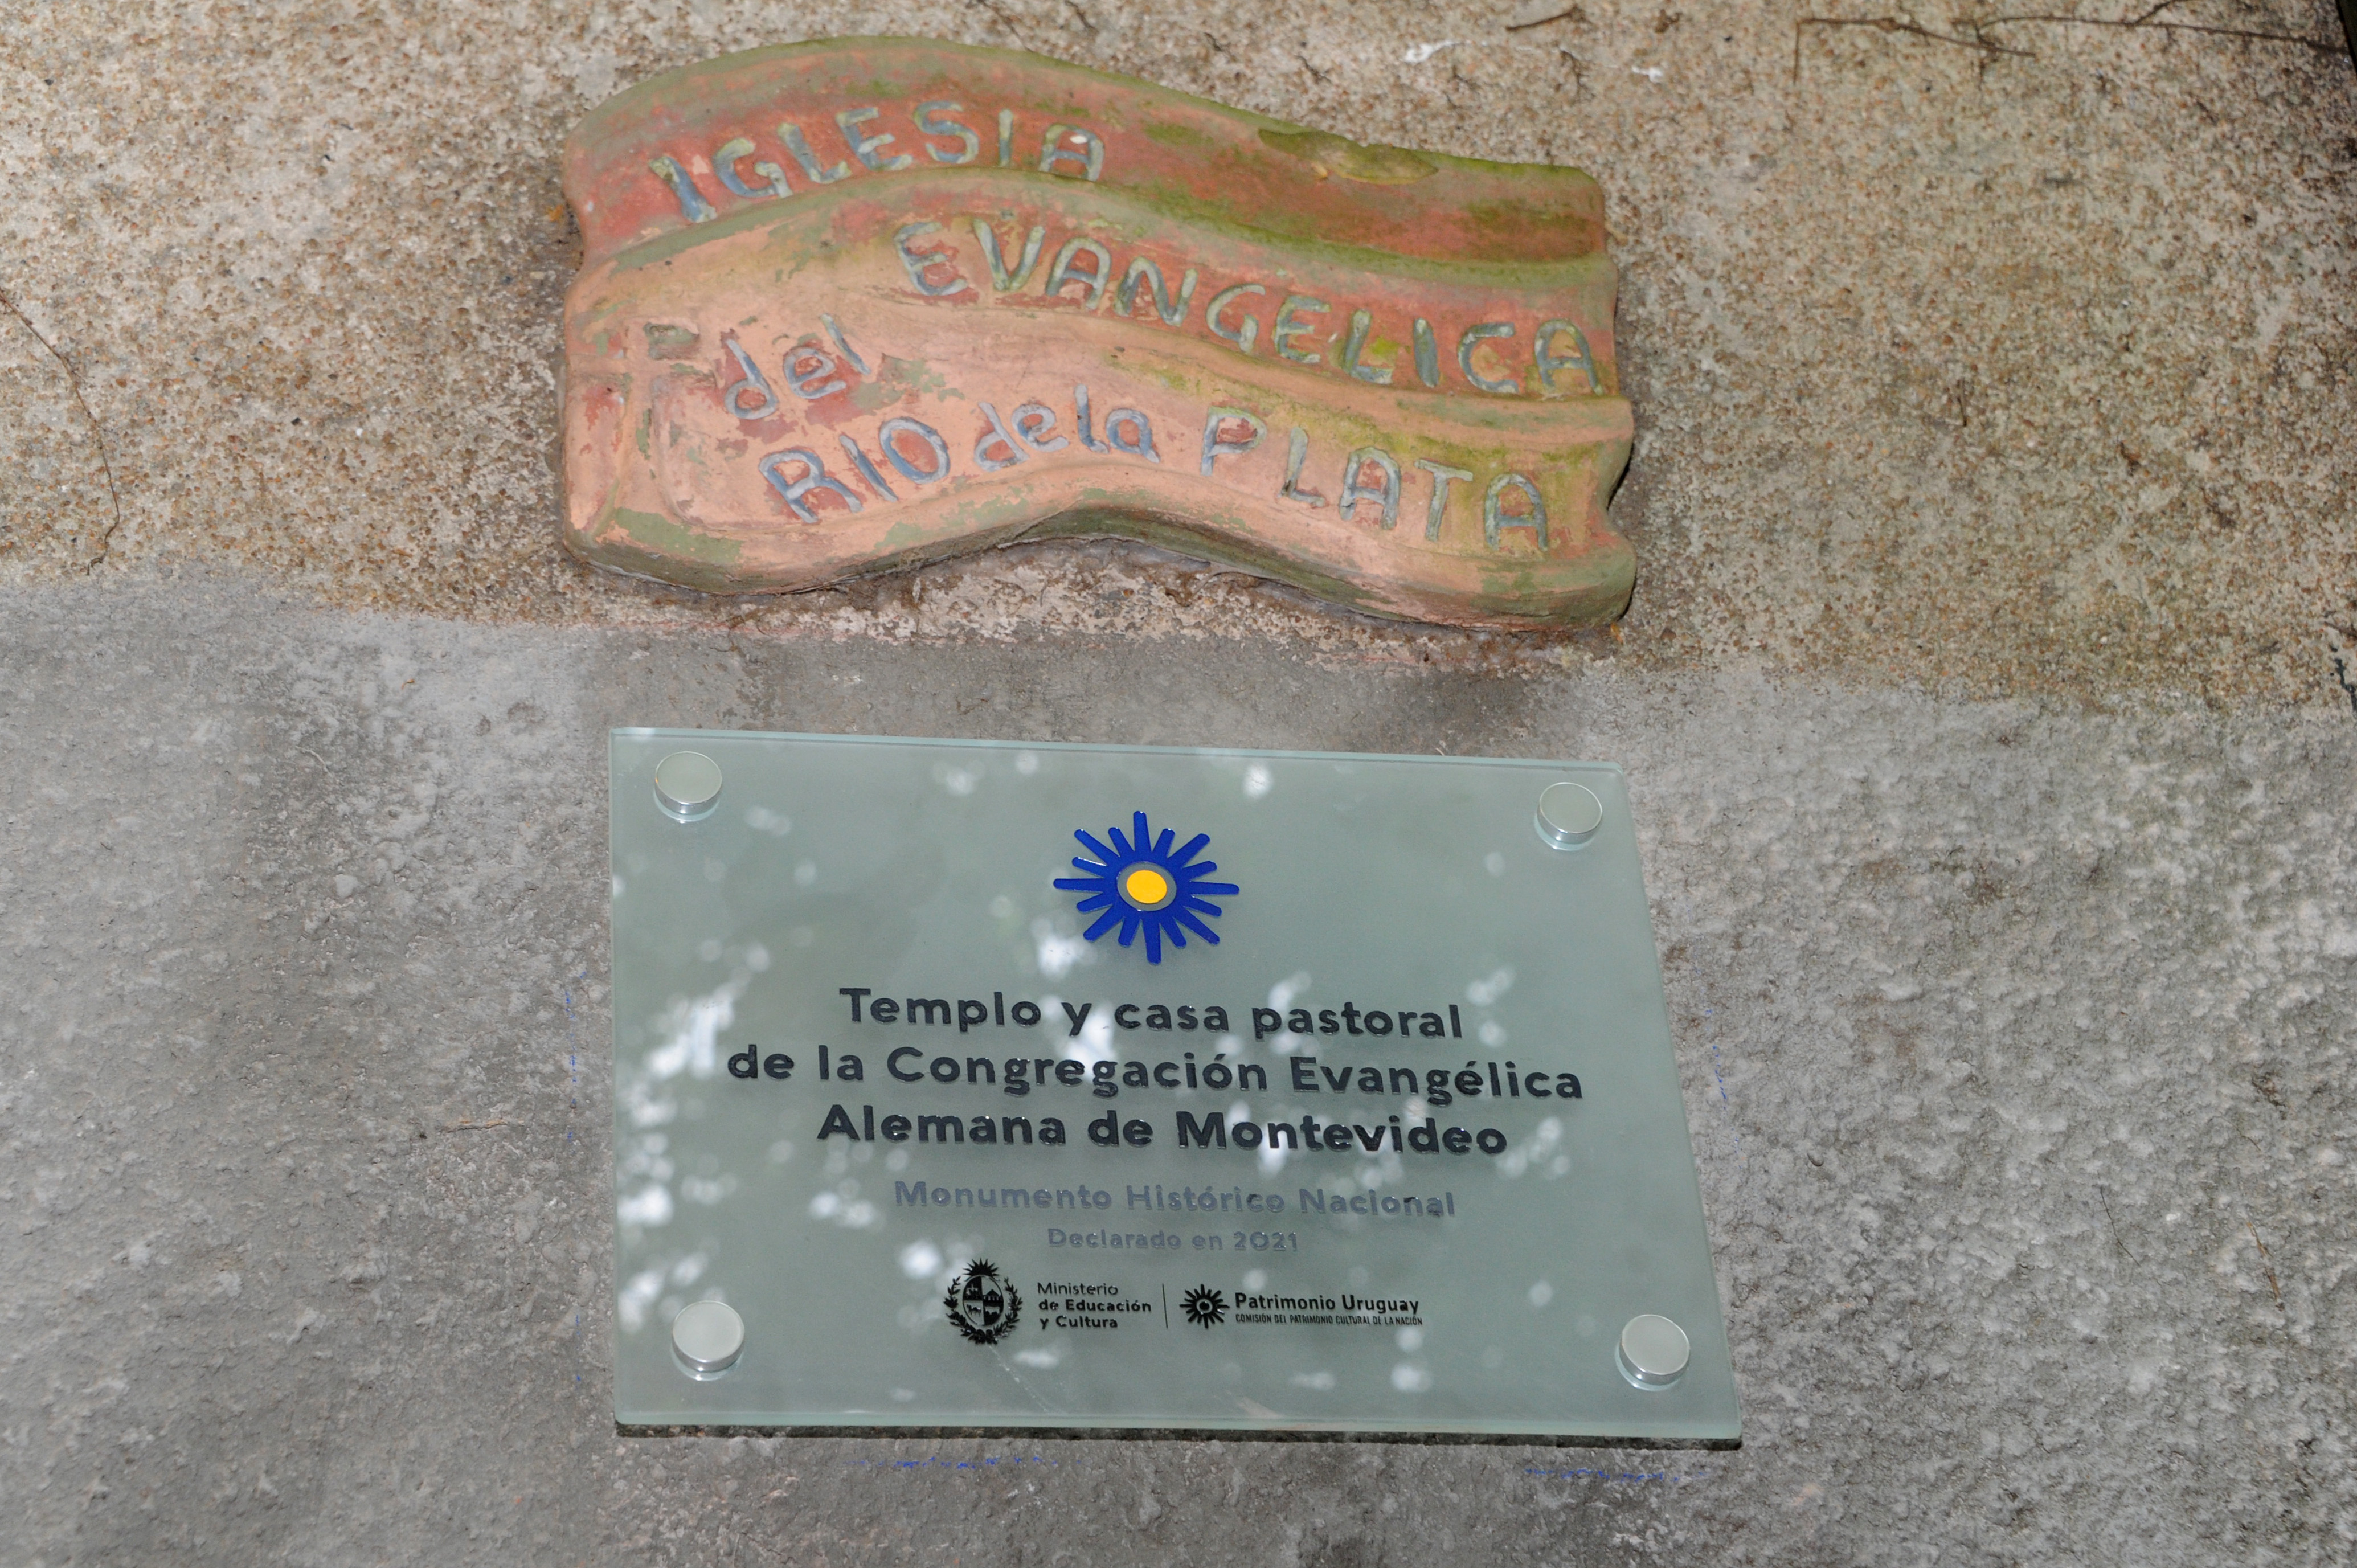 IGLESIA
EVANGELICA
del
RIO de la PLATA
Templo y casa pastoral
de la Congregación Evangélica
Alemana de Montevideo
Monumento Histórico Nacional
Declarado en 2021
Ministerio
de Educación
y Cultura
Patrimonio Uruguay
COMISIÓN DEL PATRIMONIO CULTURAL DE LA NACIÓN